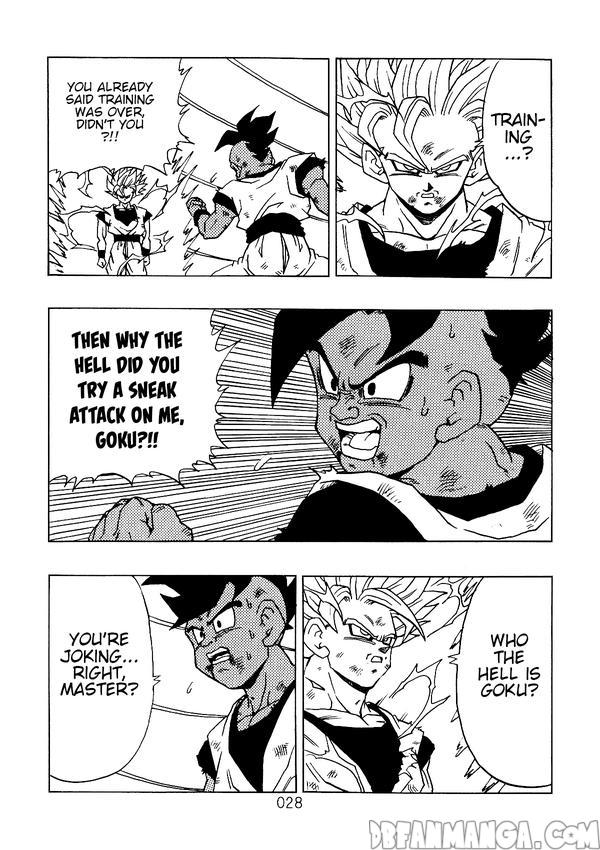 TRAIN-
ING
...?
YOU ALREADY
SAID TRAINING
WAS OVER,
DIDN'T YOU
?!!
THEN WHY THE
HELL DID YOU
TRY A SNEAK
ATTACK ON ME,
GOKU?!!
WHO
THE
HELL IS
GOKU?
YOU'RE
JOKING...
RIGHT,
MASTER?
028
DBFANMANGA.COM